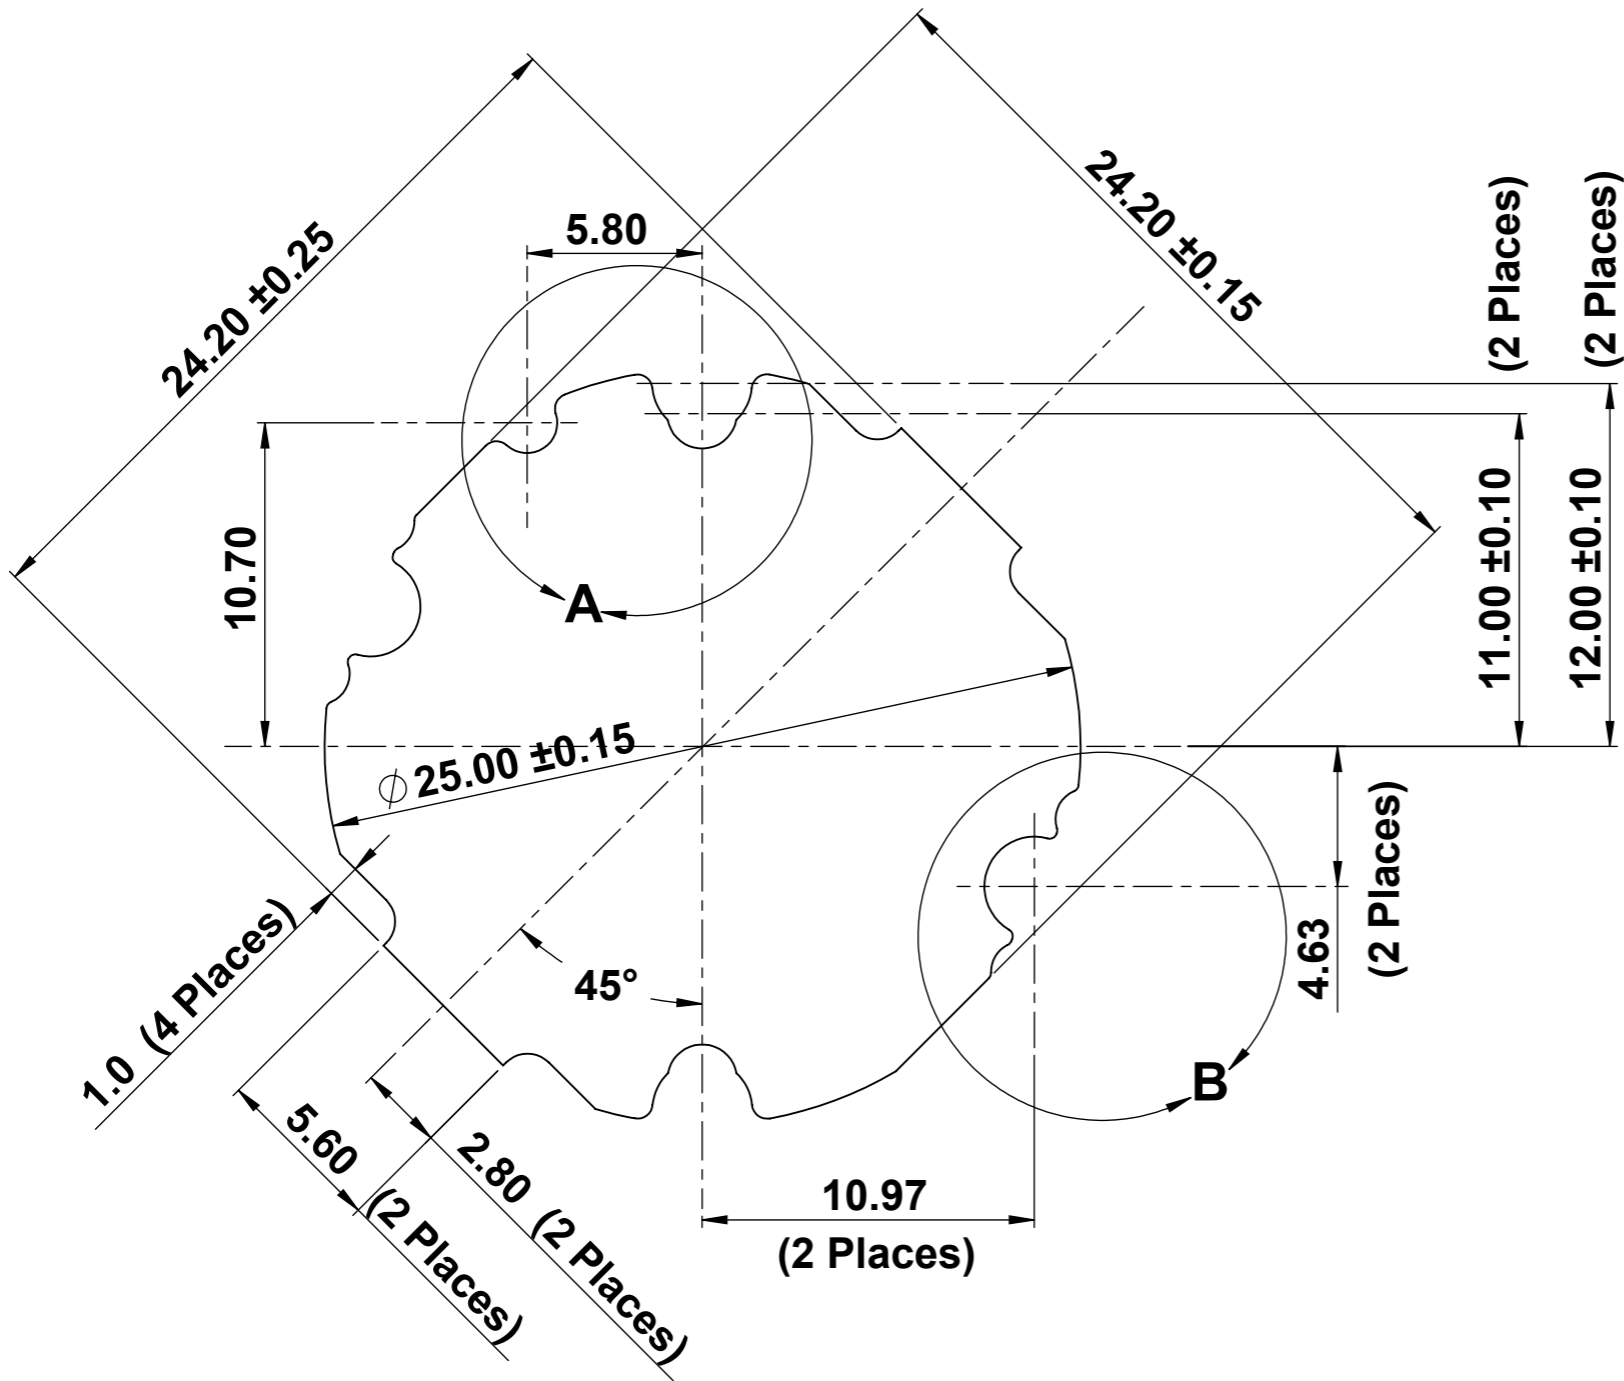 24.20 ±0.25
5.80
24.20 ±0.15
(2 Places)
(2 Places)
10.70
A
11.00 ±0.10
12.00 ±0.10
∅ 25.00 ±0.15
(2 Places)
4.63
45°
1.0 (4 Places)
B
5.60
(2 Places)
2.80 (2 Places)
10.97
(2 Places)